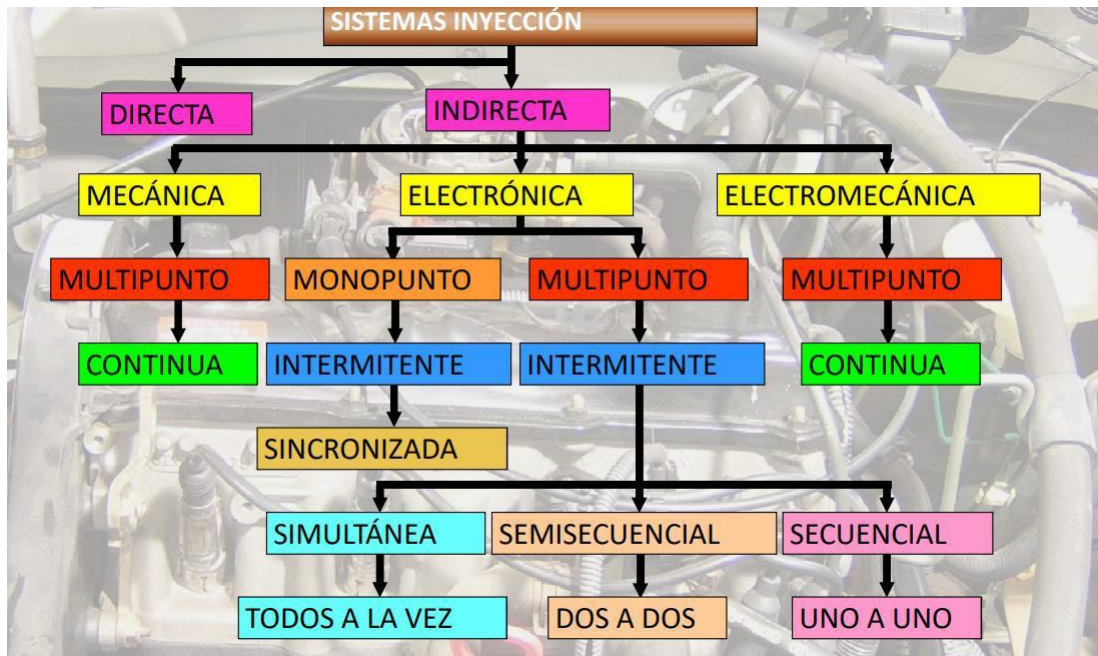 SISTEMAS INYECCIÓN
DIRECTA
INDIRECTA
MECÁNICA
ELECTRÓNICA
ELECTROMECÁNICA
MULTIPUNTO
MONOPUNTO
MULTIPUNTO
MULTIPUNTO
CONTINUA
INTERMITENTE
INTERMITENTE
CONTINUA
SINCRONIZADA
SIMULTÁNEA
SEMISECUENCIAL
SECUENCIAL
TODOS A LA VEZ
DOS A DOS
UNO A UNO